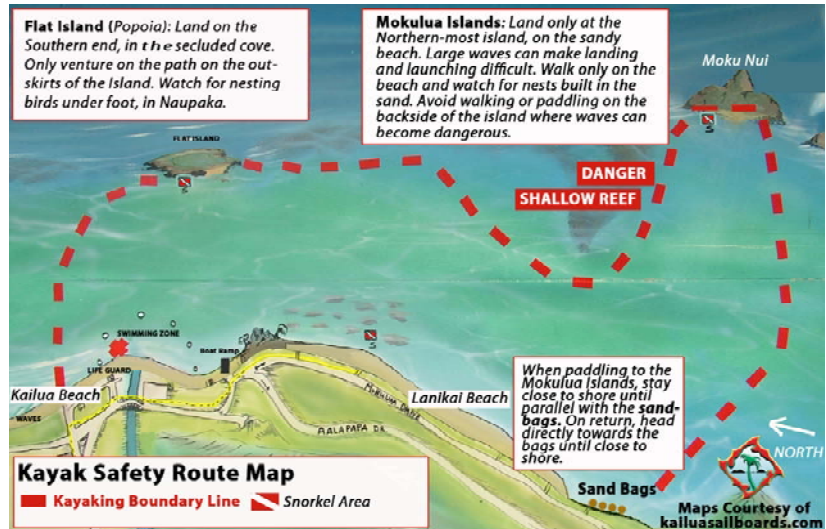 Flat Island (Popoia): Land on the
Southern end, in the secluded cove.
Only venture on the path on the out-
skirts of the Island. Watch for nesting
birds under foot, in Naupaka.
Mokulua Islands: Land only at the
Northern-most island, on the sandy
beach. Large waves can make landing
and launching difficult. Walk only on the
beach and watch for nests built in the
sand. Avoid walking or paddling on the
backside of the island where waves can
become dangerous.
Moku Nui
FLAT ISLAND
DANGER
SHALLOW REEF
SWIMMING ZONE
Boat Ramp
LIFE GUARD
Kailua Beach
WAVES
MOKULUA DRIVE
Lanikai Beach
AALAPAPA DR.
When paddling to the
Mokulua Islands, stay
close to shore until
parallel with the sand-
bags. On return, head
directly towards the
bags until close to
shore.
NORTH
Sand Bags
Kayak Safety Route Map
Kayaking Boundary Line
Snorkel Area
Maps Courtesy of
kailuasailboards.com